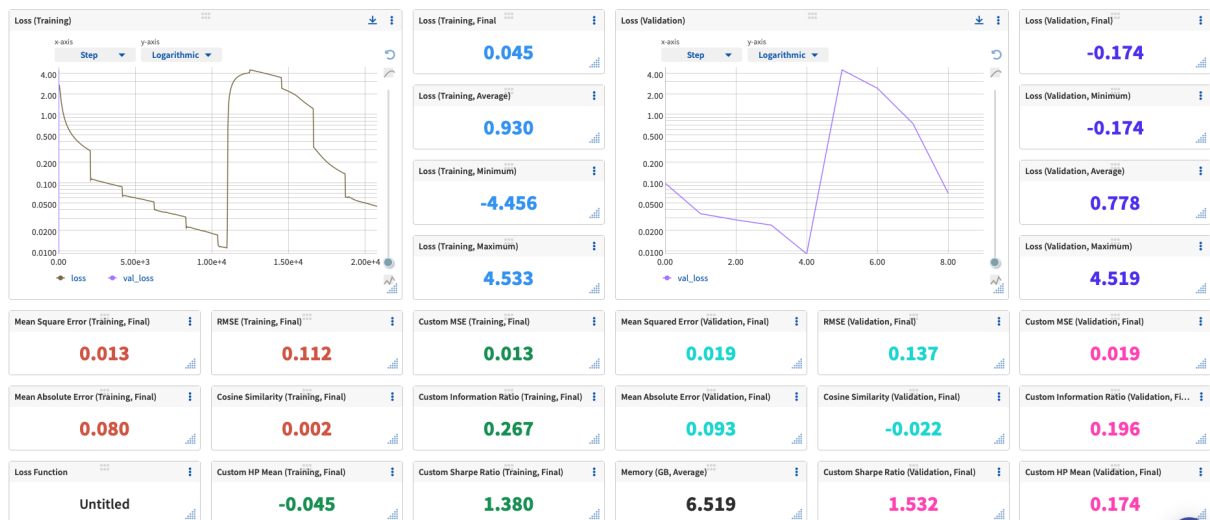 Loss (Training)
x-axis y-axis
Step Logarithmic
4.00
2.00
1.00
0.500
0.200
0.100
0.0500
0.0200
0.0100
0.00 5.00e+3 1.00e+4 1.50e+4 2.00e+4
loss val_loss
Loss (Training, Final
0.045
Loss (Training, Average)
0.930
Loss (Training, Minimum)
-4.456
Loss (Training, Maximum)
4.533
Loss (Validation)
x-axis y-axis
Step Logarithmic
4.00
2.00
1.00
0.500
0.200
0.100
0.0500
0.0200
0.0100
0.00 2.00 4.00 6.00 8.00
val_loss
Loss (Validation, Final)
-0.174
Loss (Validation, Minimum)
-0.174
Loss (Validation, Average)
0.778
Loss (Validation, Maximum)
4.519
Mean Square Error (Training, Final)
0.013
RMSE (Training, Final)
0.112
Custom MSE (Training, Final)
0.013
Mean Squared Error (Validation, Final)
0.019
RMSE (Validation, Final)
0.137
Custom MSE (Validation, Final)
0.019
Mean Absolute Error (Training, Final)
0.080
Cosine Similarity (Training, Final)
0.002
Custom Information Ratio (Training, Final)
0.267
Mean Absolute Error (Validation, Final)
0.093
Cosine Similarity (Validation, Final)
-0.022
Custom Information Ratio (Validation, Fi...
0.196
Loss Function
Untitled
Custom HP Mean (Training, Final)
-0.045
Custom Sharpe Ratio (Training, Final)
1.380
Memory (GB, Average)
6.519
Custom Sharpe Ratio (Validation, Final)
1.532
Custom HP Mean (Validation, Final)
0.174